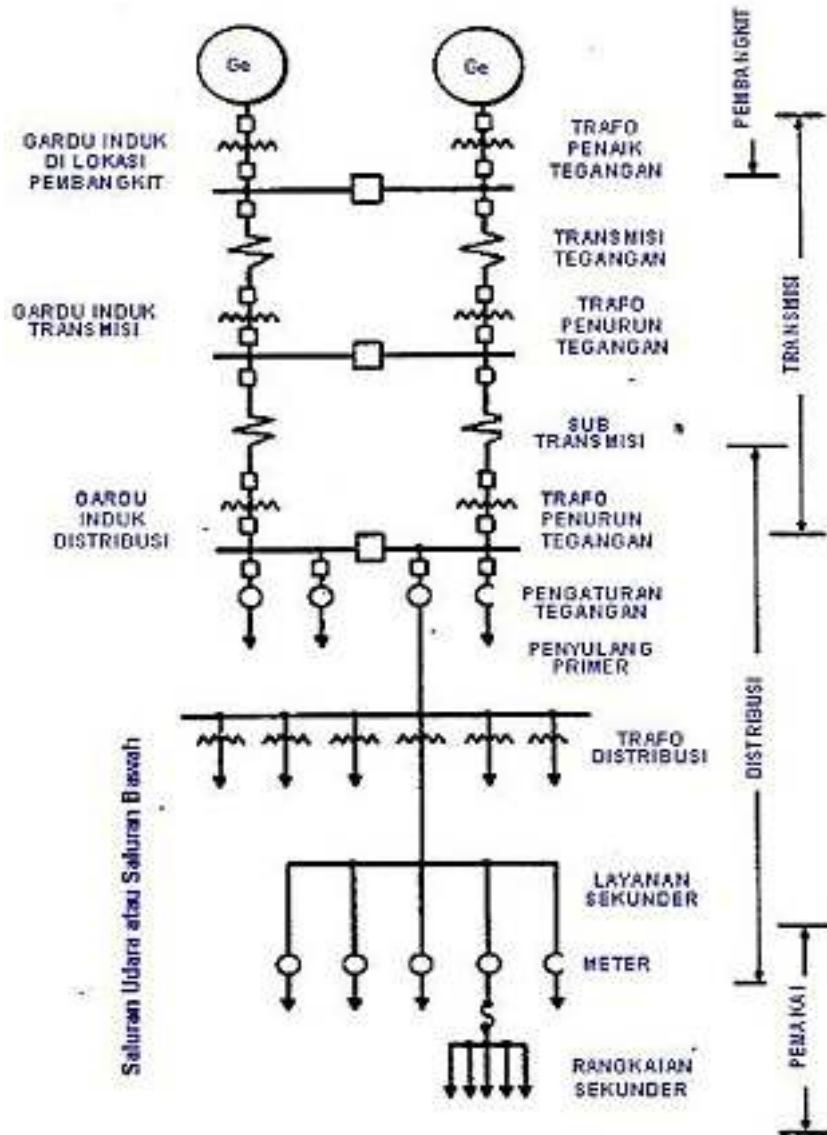 Ge
Ge
GARDU INDUK
DI LOKASI
PEMBANGKIT
TRAFO
PENAIK
TEGANGAN
TRANSMISI
TEGANGAN
GARDU INDUK
TRANSMISI
TRAFO
PENURUN
TEGANGAN
SUB
TRANSMISI
GARDU
INDUK
DISTRIBUSI
TRAFO
PENURUN
TEGANGAN
PENGATURAN
TEGANGAN
PENYULANG
PRIMER
TRAFO
DISTRIBUSI
LAYANAN
SEKUNDER
METER
RANGKAIAN
SEKUNDER
Saluran Udara atau Saluran Bawah
PEMBANGKIT
TRANSMISI
DISTRIBUSI
PEMAKAI